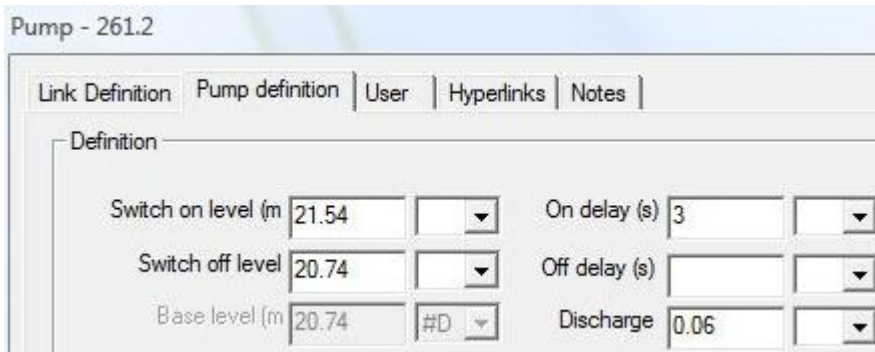 Pump - 261.2
Link Definition Pump definition User Hyperlinks Notes
Definition
Switch on level (m 21.54 On delay (s) 3
Switch off level 20.74 Off delay (s)
Base level (m 20.74 #D Discharge 0.06